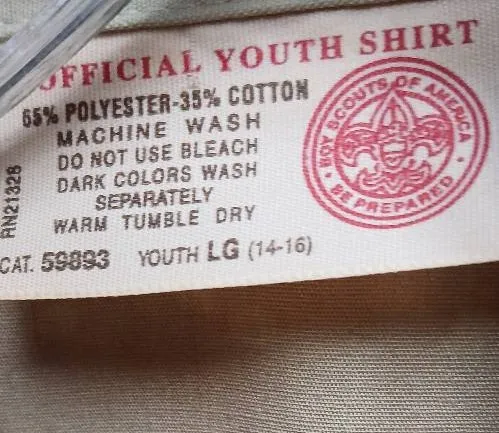 OFFICIAL YOUTH SHIRT
65% POLYESTER-35% COTTON
MACHINE WASH
DO NOT USE BLEACH
DARK COLORS WASH
SEPARATELY
WARM TUMBLE DRY
RN21328
CAT. 59893 YOUTH LG (14-16)
BOY SCOUTS OF AMERICA
• BE PREPARED •